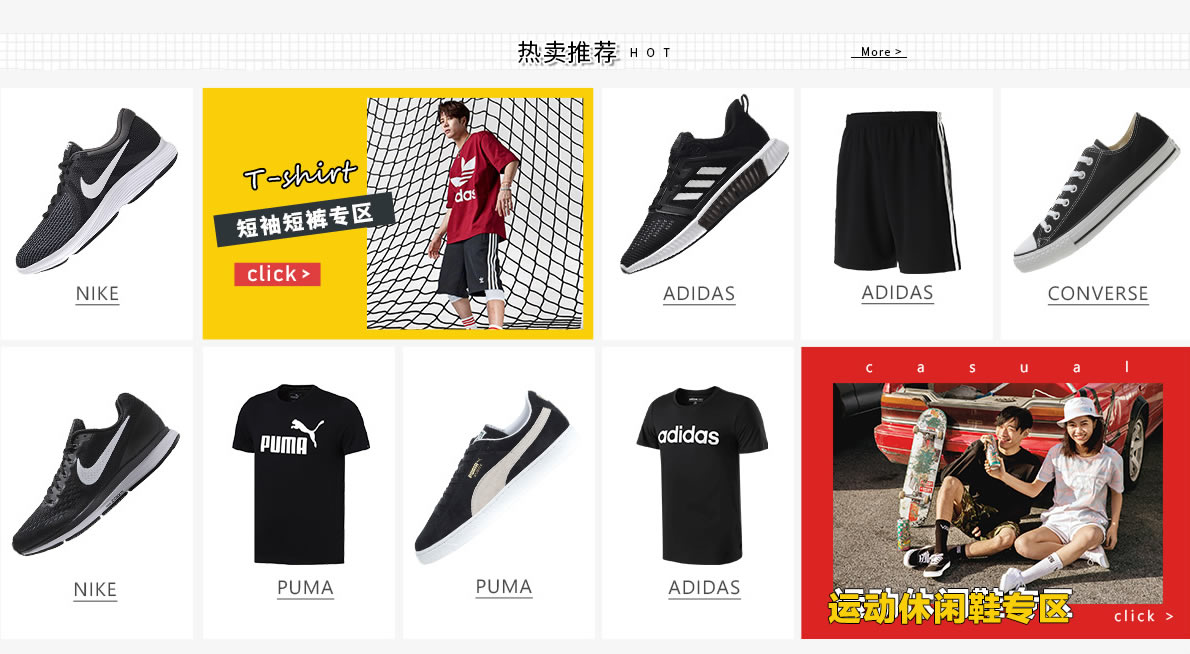 热卖推荐 HOT
More >
NIKE
T-shirt
短袖短裤专区
click >
adidas
ADIDAS
ADIDAS
CONVERSE
NIKE
PUMA
PUMA
PUMA
adidas
ADIDAS
casual
运动休闲鞋专区
click >